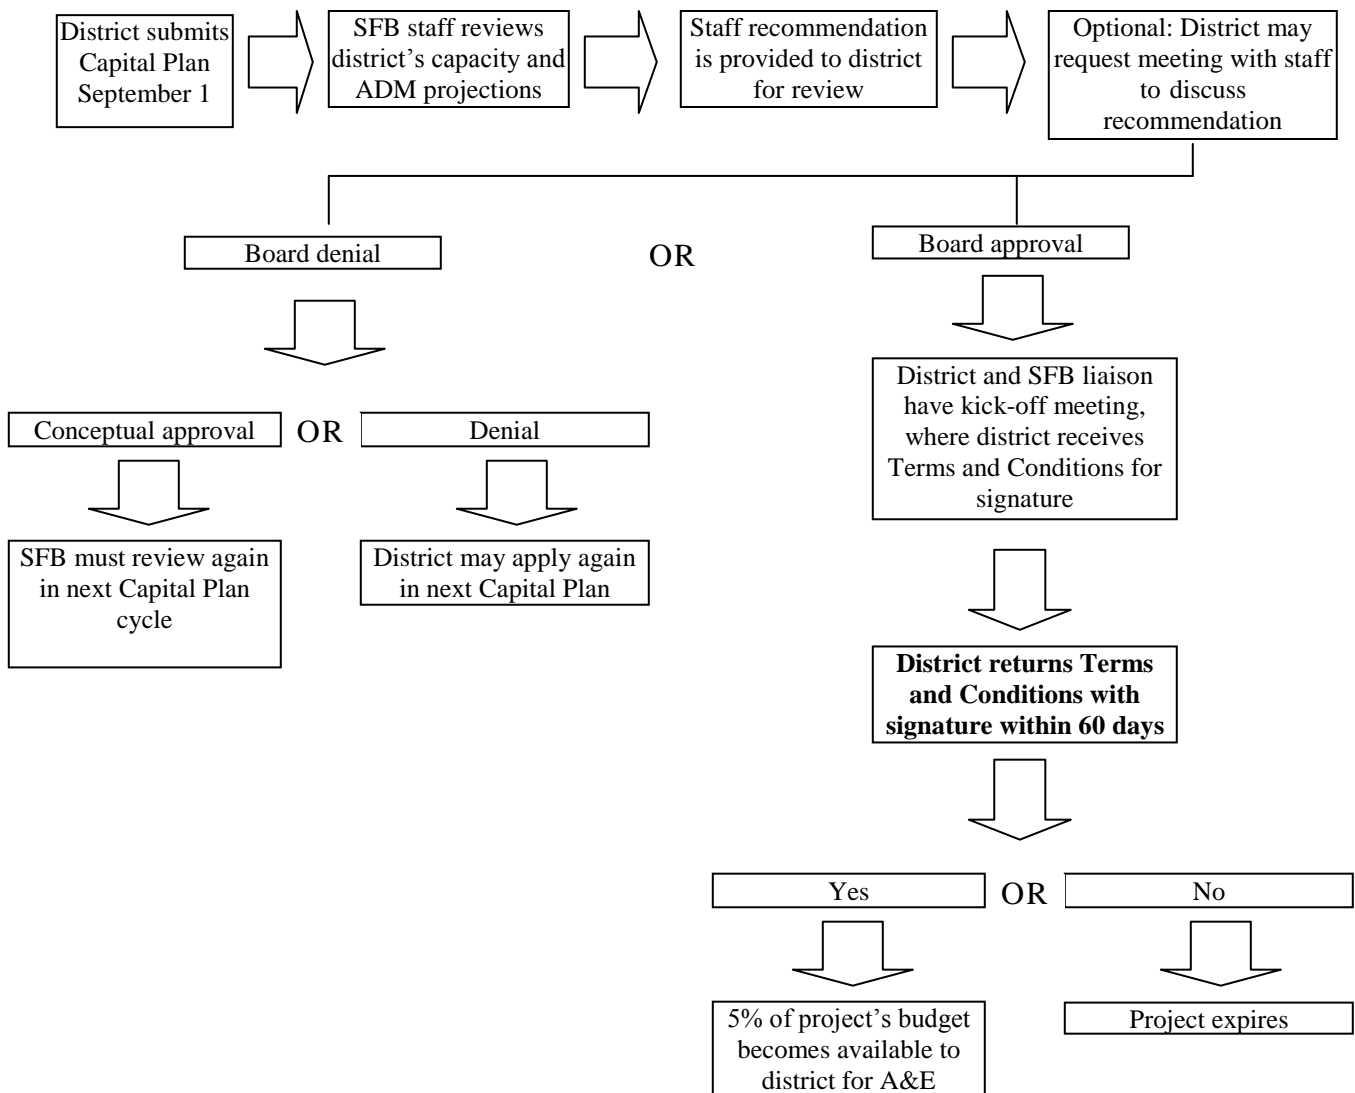 District submits
Capital Plan
September 1
SFB staff reviews
district’s capacity and
ADM projections
Staff recommendation
is provided to district
for review
Optional: District may
request meeting with staff
to discuss
recommendation
Board denial
OR
Board approval
District and SFB liaison
have kick-off meeting,
where district receives
Terms and Conditions for
signature
Conceptual approval
OR
Denial
SFB must review again
in next Capital Plan
cycle
District may apply again
in next Capital Plan
District returns Terms
and Conditions with
signature within 60 days
Yes
OR
No
5% of project’s budget
becomes available to
district for A&E
Project expires